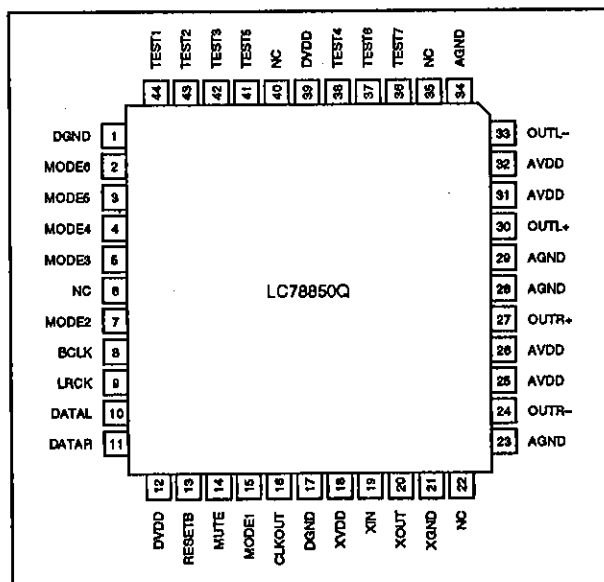 TEST1 TEST2 TEST3 TEST5 NC DVDD TEST4 TEST6 TEST7 NC AGND
44 43 42 41 40 39 38 37 36 35 34
DGND 1
MODE6 2
MODE5 3
MODE4 4
MODE3 5
NC 6
MODE2 7
BCLK 8
LRCK 9
DATAL 10
DATAR 11
LC78850Q
33 OUTL-
32 AVDD
31 AVDD
30 OUTL+
29 AGND
28 AGND
27 OUTR+
26 AVDD
25 AVDD
24 OUTR-
23 AGND
12 13 14 15 16 17 18 19 20 21 22
DVDD RESETB MUTE MODE1 CLKOUT DGND XVDD XIN XOUT XGND NC